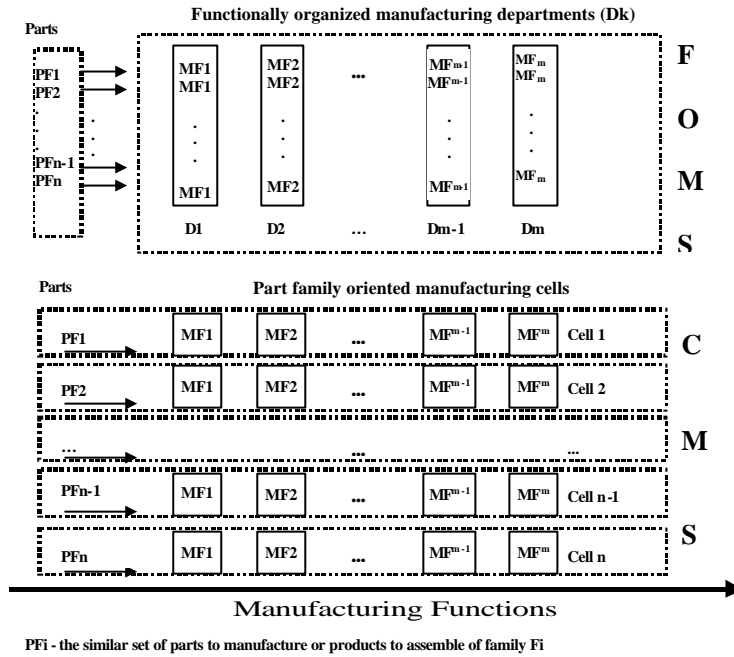 Functionally organized manufacturing departments (Dk)
Parts
PF1
PF2
.
.
PFn-1
PFn
.
.
.
MF1
MF1
.
.
.
MF1
MF2
MF2
.
.
.
MF2
...
MFm-1
MFm-1
.
.
.
MFm-1
MFm
MFm
.
.
.
MFm
D1 D2 ... Dm-1 Dm
F
O
M
S
Parts
Part family oriented manufacturing cells
PF1 MF1 MF2 ... MFm-1 MFm Cell 1
PF2 MF1 MF2 ... MFm-1 MFm Cell 2
... ... ...
PFn-1 MF1 MF2 ... MFm-1 MFm Cell n-1
PFn MF1 MF2 ... MFm-1 MFm Cell n
C
M
S
Manufacturing Functions
PFi - the similar set of parts to manufacture or products to assemble of family Fi